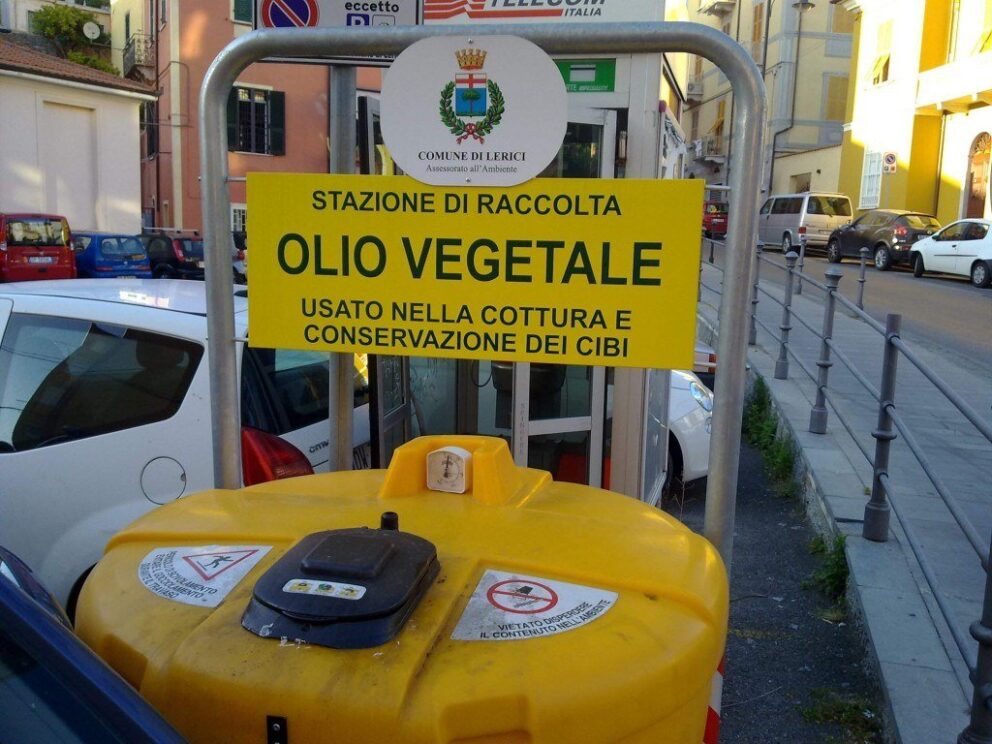 eccetto
TELECOM
ITALIA
COMUNE DI LERICI
Assessorato all'Ambiente
STAZIONE DI RACCOLTA
OLIO VEGETALE
USATO NELLA COTTURA E
CONSERVAZIONE DEI CIBI
VIETATO DISPERDERE
IL CONTENUTO NELL'AMBIENTE